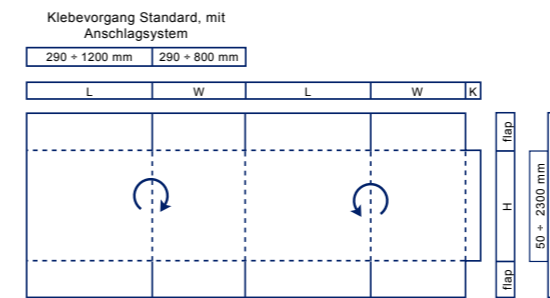 Klebevorgang Standard, mit
Anschlagsystem
290 ÷ 1200 mm 290 ÷ 800 mm
L W L W K
flap
H
flap
50 ÷ 2300 mm